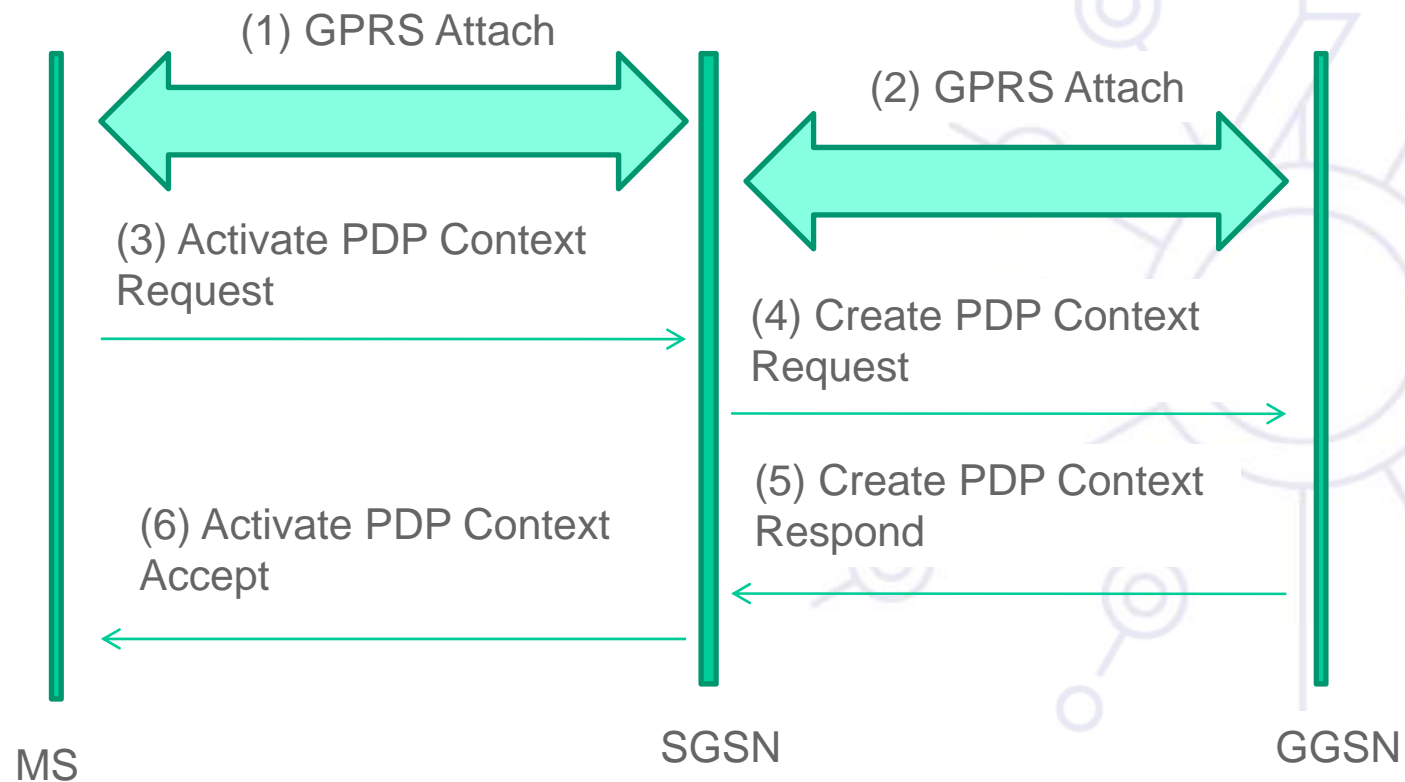 (1) GPRS Attach
(2) GPRS Attach
(3) Activate PDP Context
Request
(4) Create PDP Context
Request
(5) Create PDP Context
Respond
(6) Activate PDP Context
Accept
MS
SGSN
GGSN